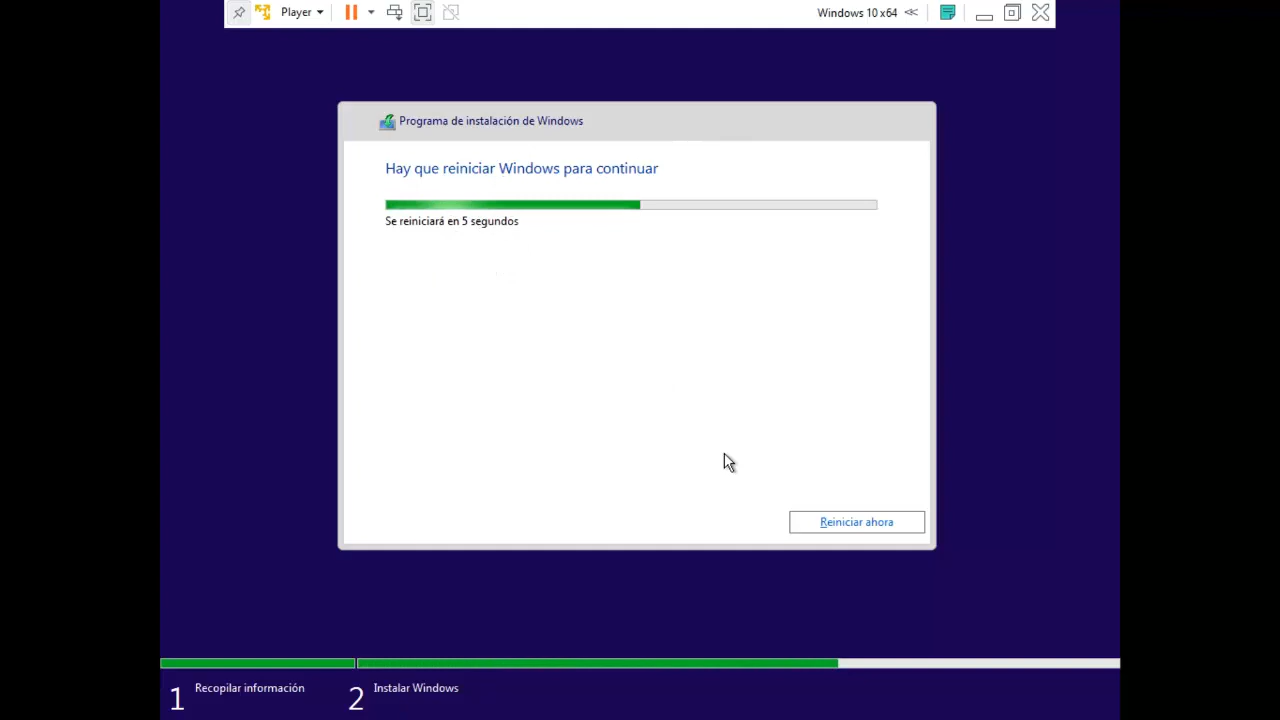 Player
Windows 10 x64
Programa de instalación de Windows
Hay que reiniciar Windows para continuar
Se reiniciará en 5 segundos
Reiniciar ahora
1 Recopilar información
2 Instalar Windows